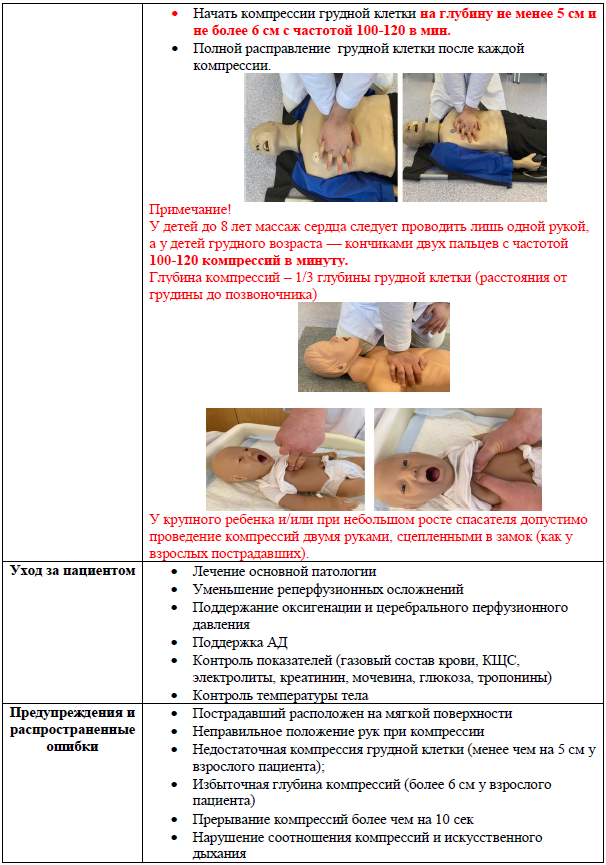 Начать компрессии грудной клетки на глубину не менее 5 см и
не более 6 см с частотой 100-120 в мин.
Полной расправление грудной клетки после каждой
компрессии.
Примечание!
У детей до 8 лет массаж сердца следует проводить лишь одной рукой,
а у детей грудного возраста — кончиками двух пальцев с частотой
100-120 компрессий в минуту.
Глубина компрессий – 1/3 глубины грудной клетки (расстояния от
грудины до позвоночника)
У крупного ребенка и/или при небольшом росте спасателя допустимо
проведение компрессий двумя руками, сцепленными в замок (как у
взрослых пострадавших).
Уход за пациентом
Лечение основной патологии
Уменьшение реперфузионных осложнений
Поддержание оксигенации и церебрального перфузионного
давления
Поддержка АД
Контроль показателей (газовый состав крови, КЩС,
электролиты, креатинин, мочевина, глюкоза, тропонины)
Контроль температуры тела
Предупреждения и
распространенные
ошибки
Пострадавший расположен на мягкой поверхности
Неправильное положение рук при компрессии
Недостаточная компрессия грудной клетки (менее чем на 5 см у
взрослого пациента);
Избыточная глубина компрессий (более 6 см у взрослого
пациента)
Прерывание компрессий более чем на 10 сек
Нарушение соотношения компрессий и искусственного
дыхания